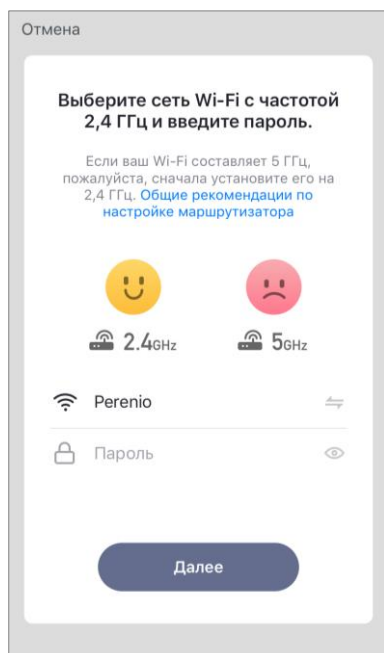 Отмена
Выберите сеть Wi-Fi с частотой
2,4 ГГц и введите пароль.
Если ваш Wi-Fi составляет 5 ГГц,
пожалуйста, сначала установите его на
2,4 ГГц. Общие рекомендации по
настройке маршрутизатора
2.4GHz
5GHz
Perenio
Пароль
Далее